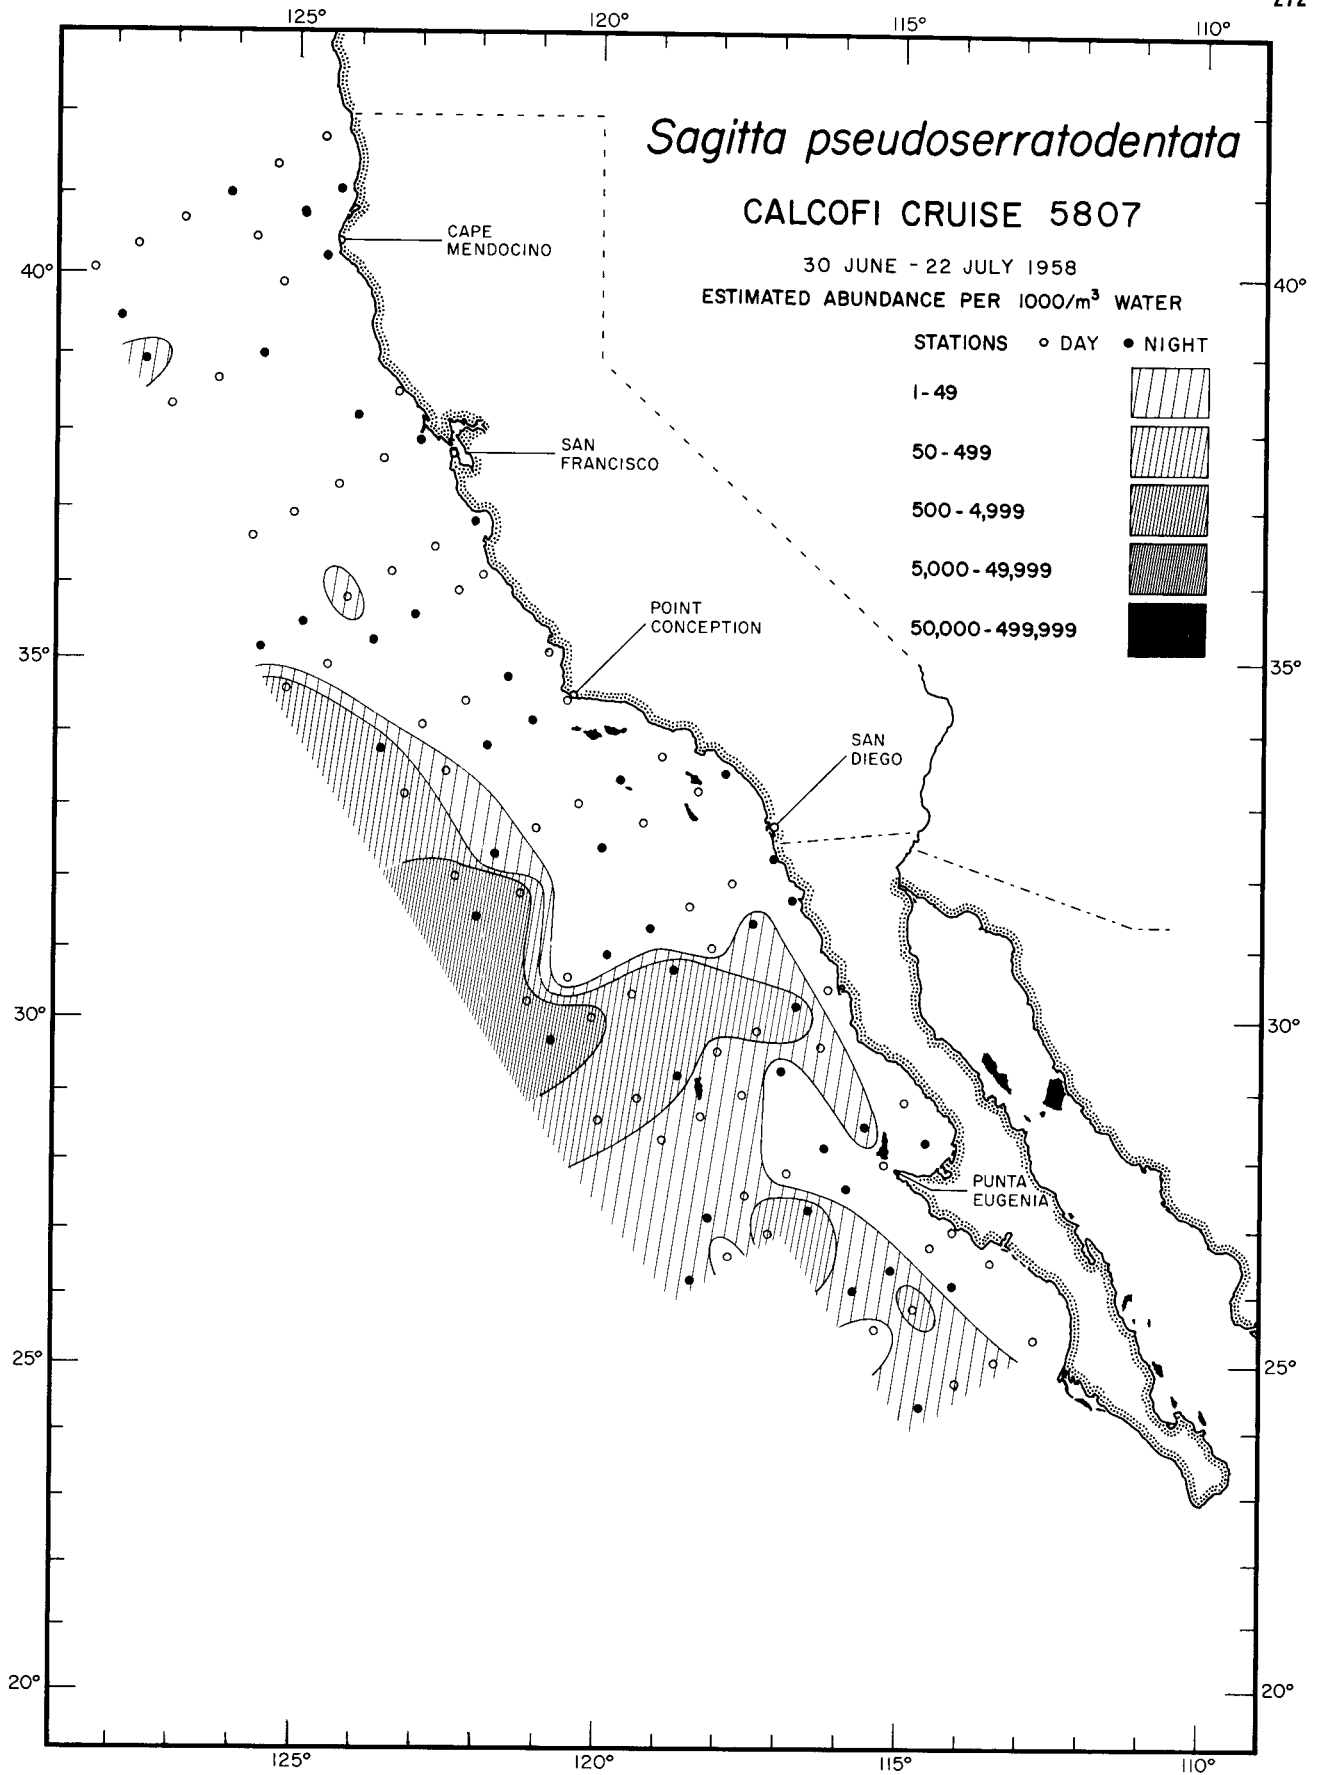 272
125° 120° 115° 110°
Sagitta pseudoserratodentata
CALCOFI CRUISE 5807
30 JUNE - 22 JULY 1958
ESTIMATED ABUNDANCE PER 1000/m³ WATER
STATIONS ○ DAY ● NIGHT
1-49
50-499
500-4,999
5,000-49,999
50,000-499,999
CAPE
MENDOCINO
40° 40°
SAN
FRANCISCO
POINT
CONCEPTION
35° 35°
SAN
DIEGO
30° 30°
PUNTA
EUGENIA
25° 25°
20° 20°
125° 120° 115° 110°